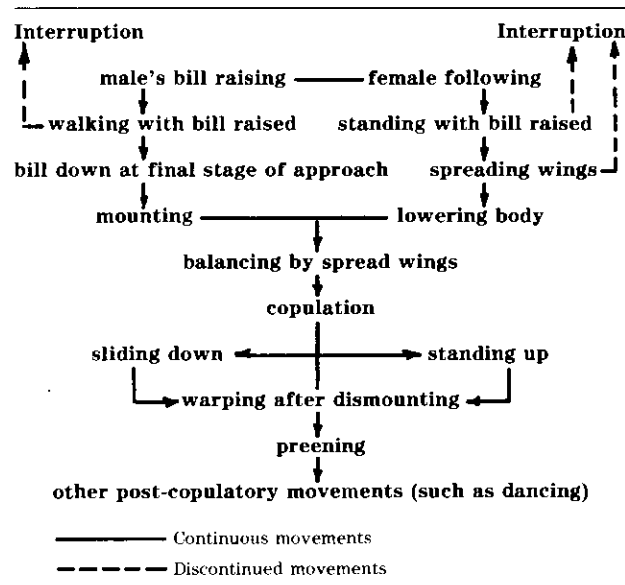 Interruption Interruption
male's bill raising female following
walking with bill raised standing with bill raised
bill down at final stage of approach spreading wings
mounting lowering body
balancing by spread wings
copulation
sliding down standing up
warping after dismounting
preening
other post-copulatory movements (such as dancing)
Continuous movements
Discontinued movements